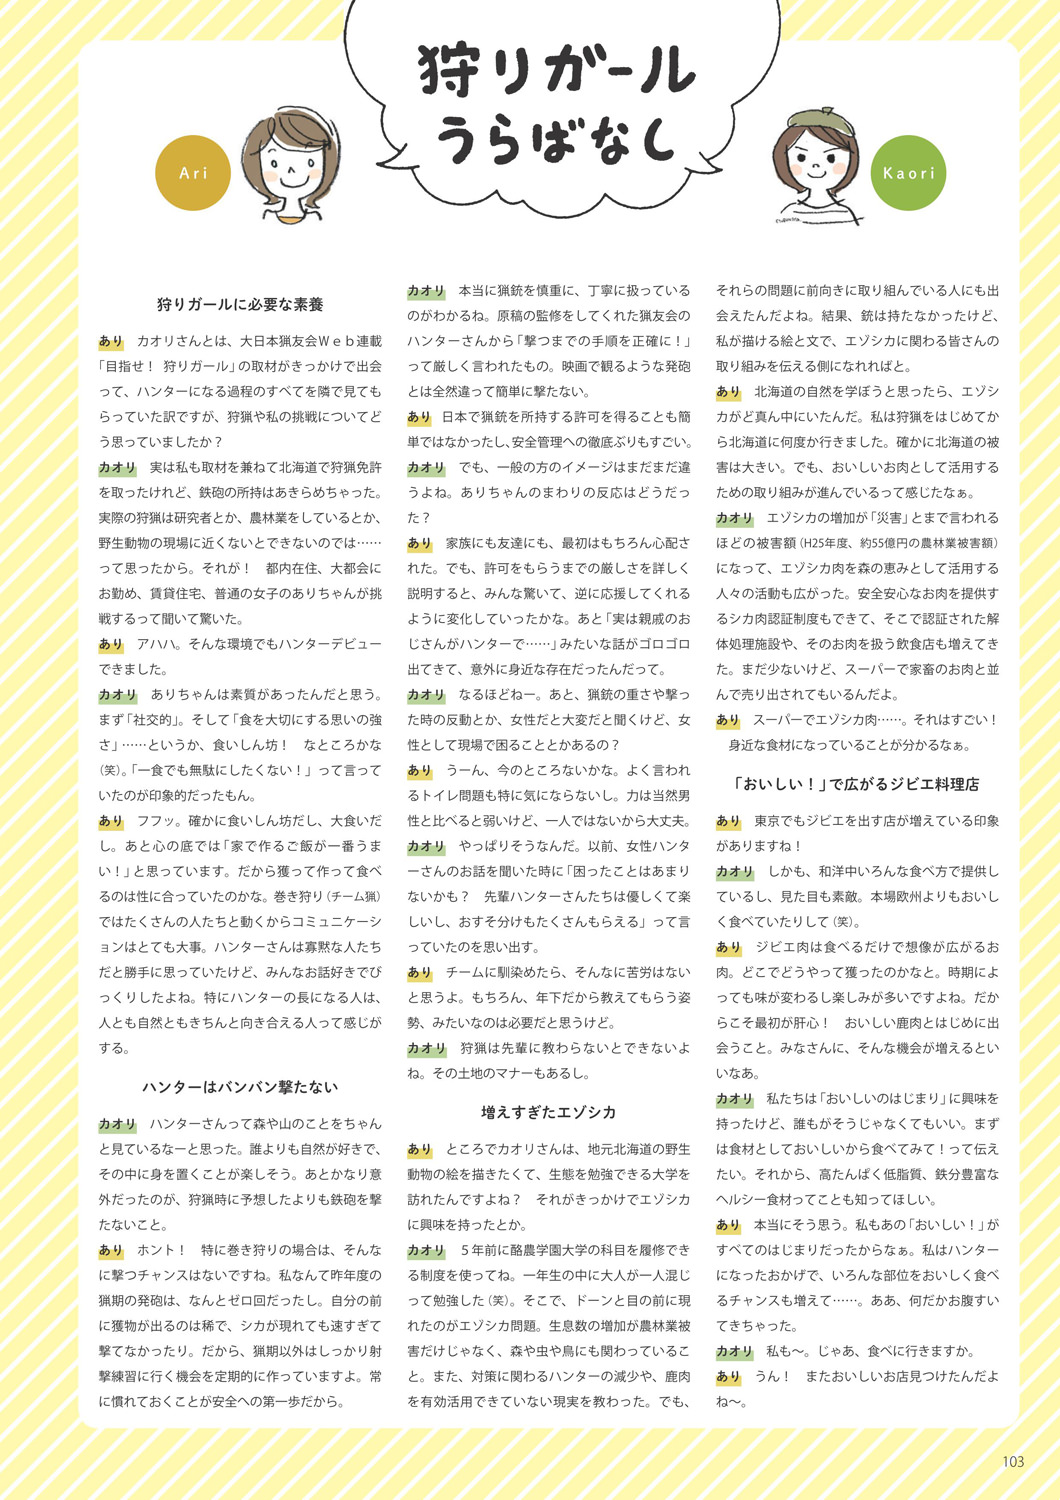 狩りガール
うらばなし
Ari
Kaori
狩りガールに必要な素養
あり　カオリさんとは、大日本猟友会Ｗｅｂ連載
「目指せ！ 狩りガール」の取材がきっかけで出会
って、ハンターになる過程のすべてを隣で見ても
らっていた訳ですが、狩猟や私の挑戦についてど
う思っていましたか？
カオリ　実は私も取材を兼ねて北海道で狩猟免許
を取ったけれど、鉄砲の所持はあきらめちゃった。
実際の狩猟は研究者とか、農林業をしているとか、
野生動物の現場に近くないとできないのでは……
って思ったから。それが！　都内在住、大都会に
お勤め、賃貸住宅、普通の女子のありちゃんが挑
戦するって聞いて驚いた。
あり　アハハ。そんな環境でもハンターデビュー
できました。
カオリ　ありちゃんは素質があったんだと思う。
まず「社交的」。そして「食を大切にする思いの強
さ」……というか、食いしん坊！　なところかな
（笑）。「一食でも無駄にしたくない！」って言って
いたのが印象的だったもん。
あり　フフッ。確かに食いしん坊だし、大食いだ
し。あと心の底では「家で作るご飯が一番うま
い！」と思っています。だから獲って作って食べ
るのは性に合っていたのかな。巻き狩り（チーム猟）
ではたくさんの人たちと動くからコミュニケーシ
ョンはとても大事。ハンターさんは寡黙な人たち
だと勝手に思っていたけど、みんなお話好きでび
っくりしたよね。特にハンターの長になる人は、
人とも自然ともきちんと向き合える人って感じが
する。
ハンターはバンバン撃たない
カオリ　ハンターさんって森や山のことをちゃん
と見ているなーと思った。誰よりも自然が好きで、
その中に身を置くことが楽しそう。あとかなり意
外だったのが、狩猟時に予想したよりも鉄砲を撃
たないこと。
あり　ホント！　特に巻き狩りの場合は、そんな
に撃つチャンスはないですね。私なんて昨年度の
猟期の発砲は、なんとゼロ回だったし。自分の前
に獲物が出るのは稀で、シカが現れても速すぎて
撃てなかったり。だから、猟期以外はしっかり射
撃練習に行く機会を定期的に作っていますよ。常
に慣れておくことが安全への第一歩だから。
カオリ　本当に猟銃を慎重に、丁寧に扱っている
のがわかるね。原稿の監修をしてくれた猟友会の
ハンターさんから「撃つまでの手順を正確に！」
って厳しく言われたもの。映画で観るような発砲
とは全然違って簡単に撃たない。
あり　日本で猟銃を所持する許可を得ることも簡
単ではなかったし、安全管理への徹底ぶりもすごい。
カオリ　でも、一般の方のイメージはまだまだ違
うよね。ありちゃんのまわりの反応はどうだっ
た？
あり　家族にも友達にも、最初はもちろん心配さ
れた。でも、許可をもらうまでの厳しさを詳しく
説明すると、みんな驚いて、逆に応援してくれる
ように変化していったかな。あと「実は親戚のお
じさんがハンターで……」みたいな話がゴロゴロ
出てきて、意外に身近な存在だったんだって。
カオリ　なるほどねー。あと、猟銃の重さや撃っ
た時の反動とか、女性だと大変だと聞くけど、女
性として現場で困ることとかあるの？
あり　うーん、今のところないかな。よく言われ
るトイレ問題も特に気にならないし。力は当然男
性と比べると弱いけど、一人ではないから大丈夫。
カオリ　やっぱりそうなんだ。以前、女性ハンタ
ーさんのお話を聞いた時に「困ったことはあまり
ないかも？　先輩ハンターさんたちは優しくて楽
しいし、おすそ分けもたくさんもらえる」って言
っていたのを思い出す。
あり　チームに馴染めたら、そんなに苦労はない
と思うよ。もちろん、年下だから教えてもらう姿
勢、みたいなのは必要だと思うけど。
カオリ　狩猟は先輩に教わらないとできないよ
ね。その土地のマナーもあるし。
増えすぎたエゾシカ
あり　ところでカオリさんは、地元北海道の野生
動物の絵を描きたくて、生態を勉強できる大学を
訪れたんですよね？　それがきっかけでエゾシカ
に興味を持ったとか。
カオリ　５年前に酪農学園大学の科目を履修でき
る制度を使ってね。一年生の中に大人が一人混じ
って勉強した（笑）。そこで、ドーンと目の前に現
れたのがエゾシカ問題。生息数の増加が農林業被
害だけじゃなく、森や虫や鳥にも関わっているこ
と。また、対策に関わるハンターの減少や、鹿肉
を有効活用できていない現実を教わった。でも、
それらの問題に前向きに取り組んでいる人にも出
会えたんだよね。結果、銃は持たなかったけど、
私が描ける絵と文で、エゾシカに関わる皆さんの
取り組みを伝える側になれればと。
あり　北海道の自然を学ぼうと思ったら、エゾシ
カがど真ん中にいたんだ。私は狩猟をはじめてか
ら北海道に何度か行きました。確かに北海道の被
害は大きい。でも、おいしいお肉として活用する
ための取り組みが進んでいるって感じたなぁ。
カオリ　エゾシカの増加が「災害」とまで言われる
ほどの被害額（H25年度、約55億円の農林業被害額）
になって、エゾシカ肉を森の恵みとして活用する
人々の活動も広がった。安全安心なお肉を提供す
るシカ肉認証制度もできて、そこで認証された解
体処理施設や、そのお肉を扱う飲食店も増えてき
た。まだ少ないけど、スーパーで家畜のお肉と並
んで売り出されてもいるんだよ。
あり　スーパーでエゾシカ肉……。それはすごい！
　身近な食材になっていることが分かるなぁ。
「おいしい！」で広がるジビエ料理店
あり　東京でもジビエを出す店が増えている印象
がありますね！
カオリ　しかも、和洋中いろんな食べ方で提供し
ているし、見た目も素敵。本場欧州よりもおいし
く食べていたりして（笑）。
あり　ジビエ肉は食べるだけで想像が広がるお
肉。どこでどうやって獲ったのかなと。時期によ
っても味が変わるし楽しみが多いですよね。だか
らこそ最初が肝心！　おいしい鹿肉とはじめに出
会うこと。みなさんに、そんな機会が増えるとい
いなあ。
カオリ　私たちは「おいしいのはじまり」に興味を
持ったけど、誰もがそうじゃなくてもいい。まず
は食材としておいしいから食べてみて！って伝え
たい。それから、高たんぱく低脂質、鉄分豊富な
ヘルシー食材ってことも知ってほしい。
あり　本当にそう思う。私もあの「おいしい！」が
すべてのはじまりだったからなぁ。私はハンター
になったおかげで、いろんな部位をおいしく食べ
るチャンスも増えて……。ああ、何だかお腹すい
てきちゃった。
カオリ　私も〜。じゃあ、食べに行きますか。
あり　うん！　またおいしいお店見つけたんだよ
ね〜。
103